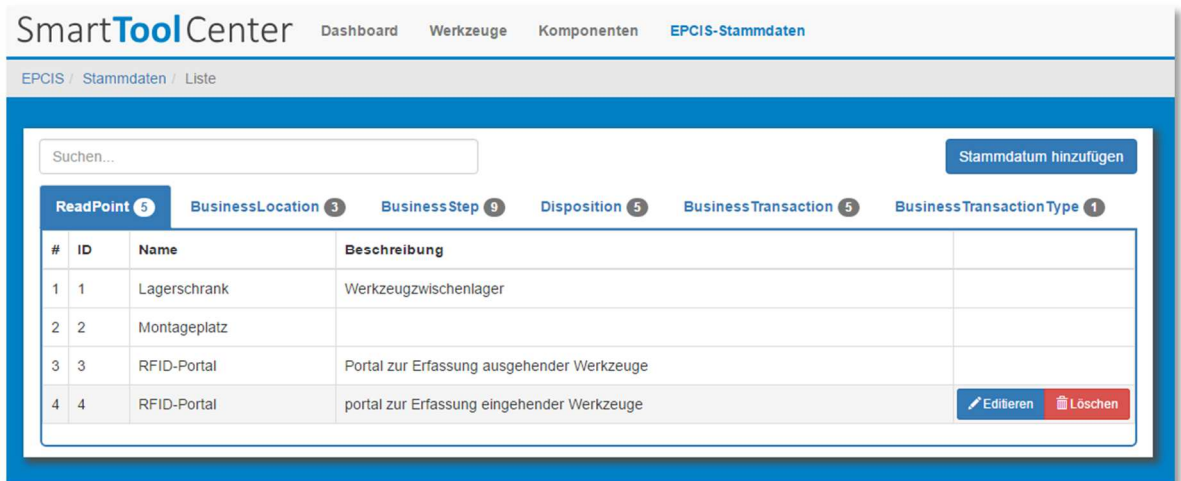 SmartToolCenter Dashboard Werkzeuge Komponenten EPCIS-Stammdaten
EPCIS / Stammdaten / Liste
Suchen... Stammdatum hinzufügen
ReadPoint 5 BusinessLocation 3 BusinessStep 9 Disposition 5 BusinessTransaction 5 BusinessTransactionType 1
# ID Name Beschreibung
1 1 Lagerschrank Werkzeugzwischenlager
2 2 Montageplatz
3 3 RFID-Portal Portal zur Erfassung ausgehender Werkzeuge
4 4 RFID-Portal portal zur Erfassung eingehender Werkzeuge Editieren Löschen